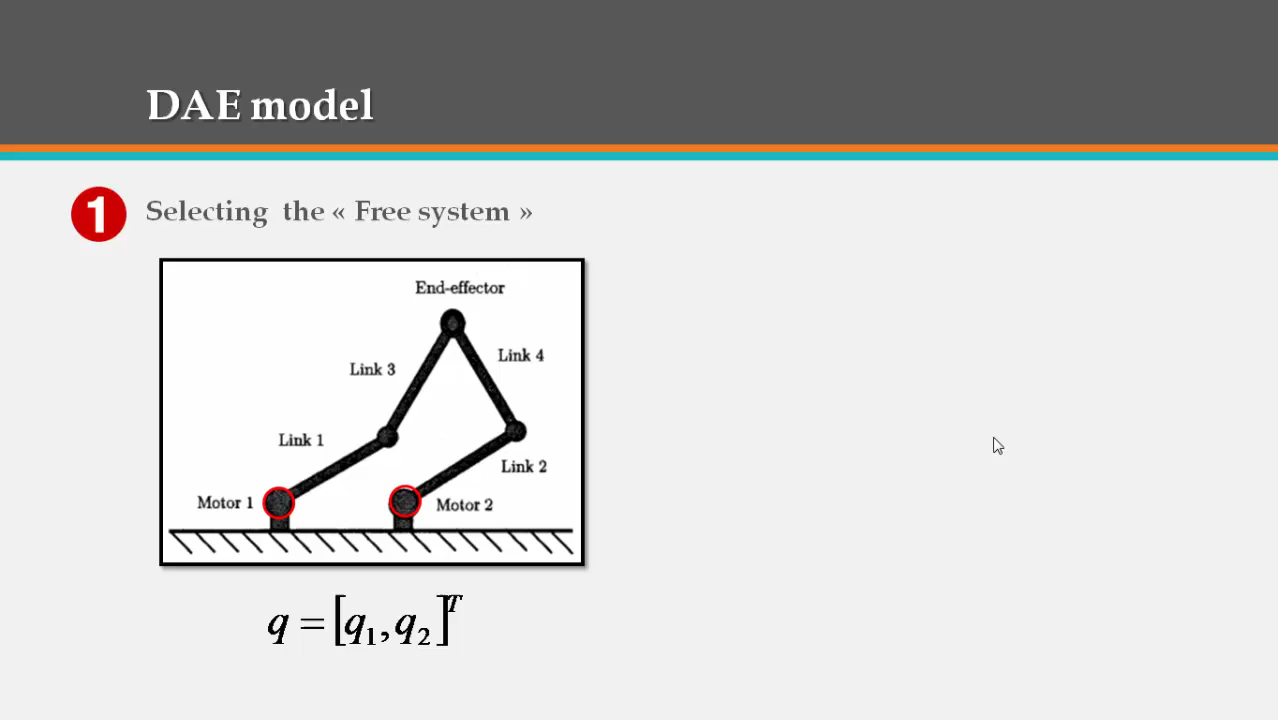 DAE model
1 Selecting the « Free system »
End-effector
Link 3
Link 4
Link 1
Link 2
Motor 1
Motor 2
q = [q₁, q₂]ᵀ